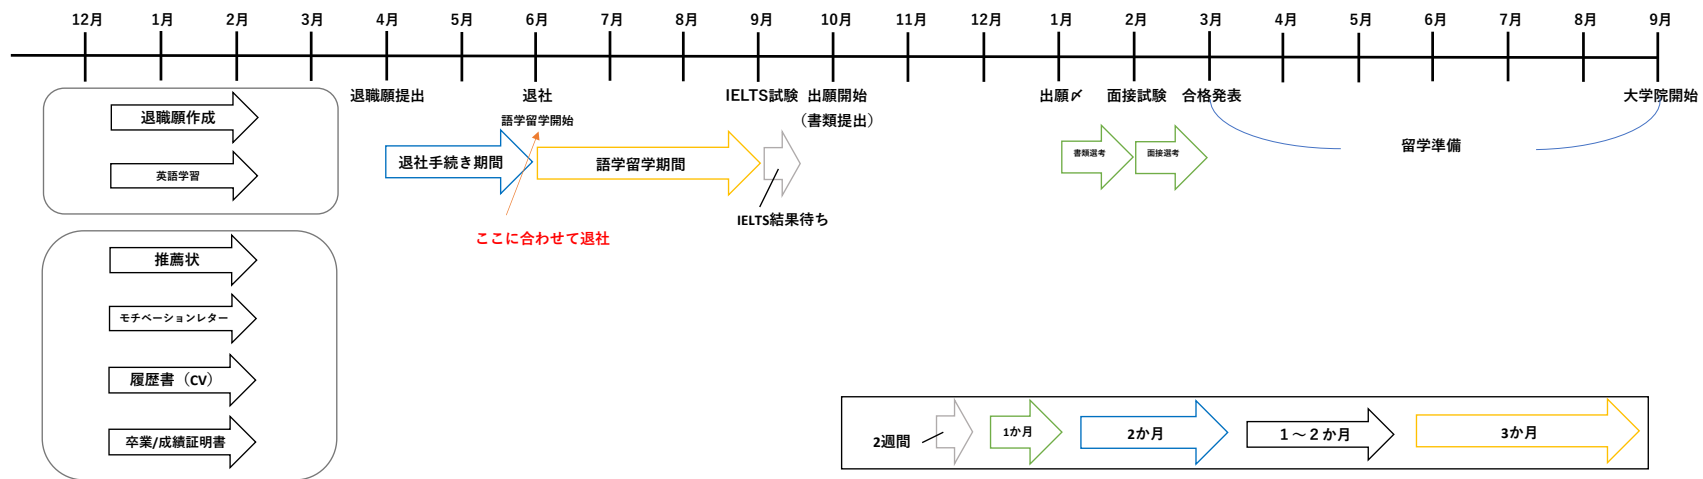 12月 1月 2月 3月 4月 5月 6月 7月 8月 9月 10月 11月 12月 1月 2月 3月 4月 5月 6月 7月 8月 9月
退職願提出 退社 IELTS試験 出願開始 出願〆 面接試験 合格発表 大学院開始
語学留学開始 （書類提出）
退職願作成
英語学習
退社手続き期間
語学留学期間
書類選考
面接選考
留学準備
IELTS結果待ち
ここに合わせて退社
推薦状
モチベーションレター
履歴書（CV）
卒業/成績証明書
2週間
1か月
2か月
１～２か月
3か月